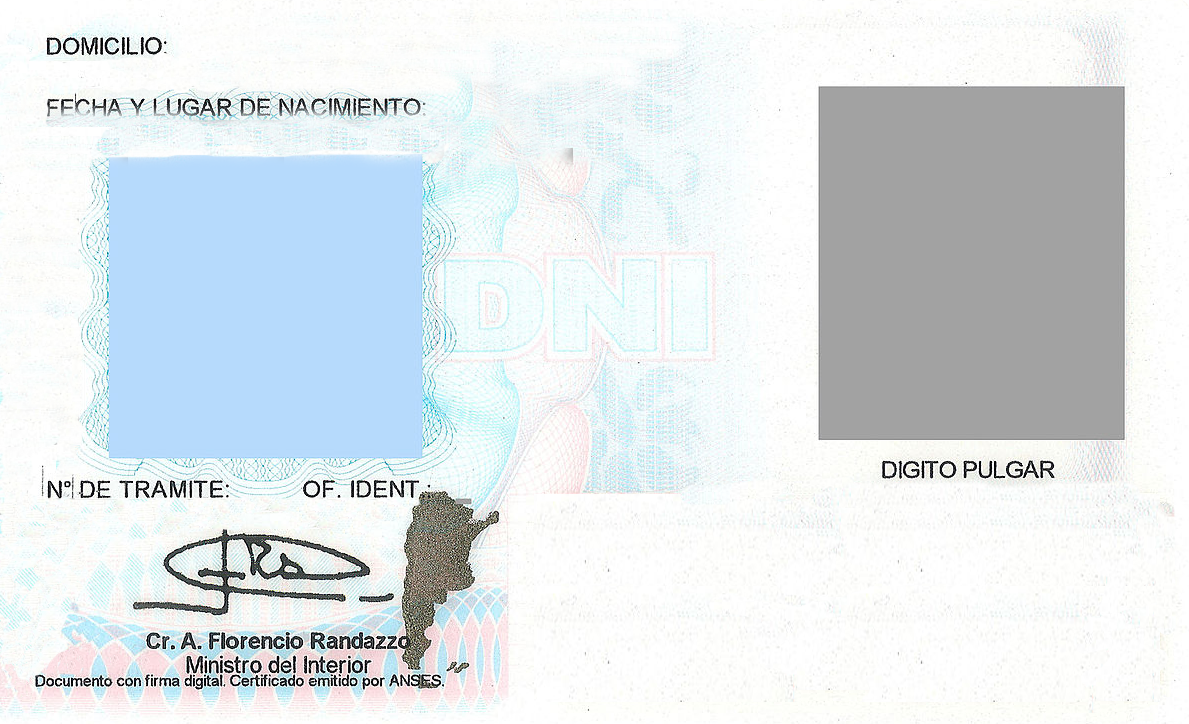 DOMICILIO:
FECHA Y LUGAR DE NACIMIENTO:
DNI
DIGITO PULGAR
Nº DE TRAMITE: OF. IDENT.:
Cr. A. Florencio Randazzo
Ministro del Interior
Documento con firma digital. Certificado emitido por ANSES.